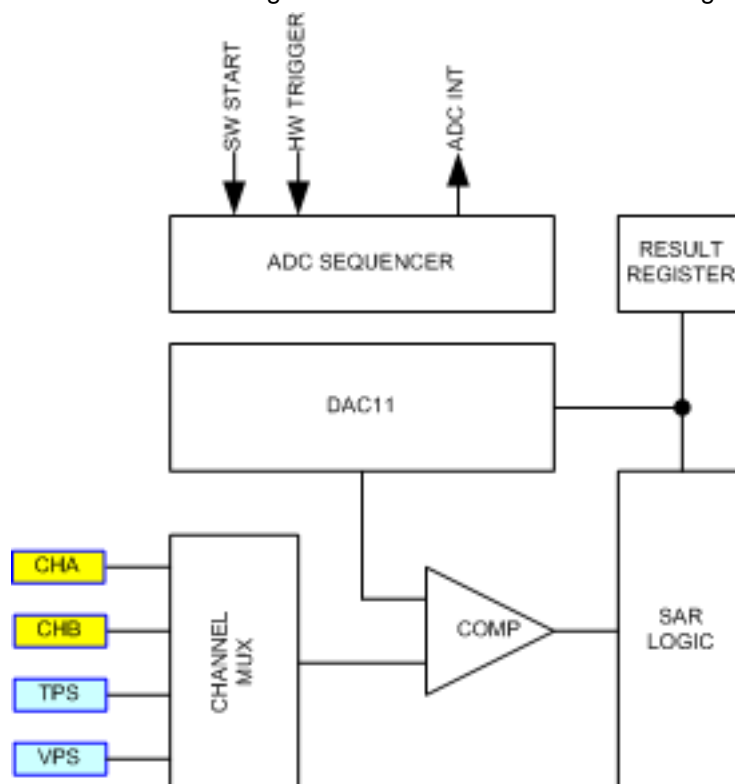 SW START
HW TRIGGER
ADC INT
ADC SEQUENCER
RESULT
REGISTER
DAC11
CHA
CHB
TPS
VPS
CHANNEL
MUX
COMP
SAR
LOGIC